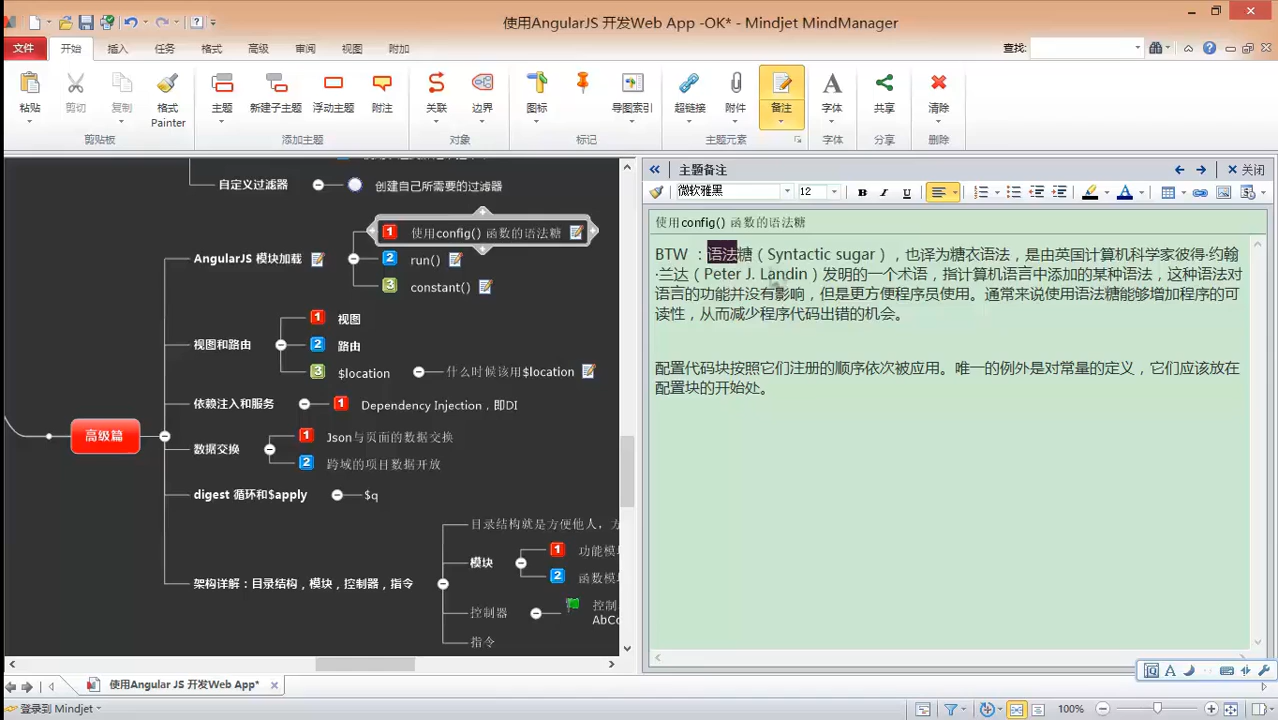 使用AngularJS 开发Web App -OK* - Mindjet MindManager
文件 开始 插入 任务 格式 高级 审阅 视图 附加 查找:
粘贴 剪切 复制 格式 Painter 主题 新建子主题 浮动主题 附注 关联 边界 图标 导图索引 超链接 附件 备注 字体 共享 清除
剪贴板 添加主题 对象 标记 主题元素 字体 分享 删除
自定义过滤器
创建自己所需要的过滤器
AngularJS 模块加载
1 使用config() 函数的语法糖
2 run()
3 constant()
视图和路由
1 视图
2 路由
3 $location
什么时候该用$location
依赖注入和服务
1 Dependency Injection，即DI
高级篇
数据交换
1 Json与页面的数据交换
2 跨域的项目数据开放
digest 循环和$apply
$q
架构详解：目录结构，模块，控制器，指令
目录结构就是方便他人，
模块
1 功能模
2 函数模
控制器
控制
AbCo
指令
主题备注 关闭
微软雅黑 12
使用config() 函数的语法糖
BTW ：语法糖（Syntactic sugar），也译为糖衣语法，是由英国计算机科学家彼得·约翰
·兰达（Peter J. Landin）发明的一个术语，指计算机语言中添加的某种语法，这种语法对
语言的功能并没有影响，但是更方便程序员使用。通常来说使用语法糖能够增加程序的可
读性，从而减少程序代码出错的机会。
配置代码块按照它们注册的顺序依次被应用。唯一的例外是对常量的定义，它们应该放在
配置块的开始处。
使用Angular JS 开发Web App*
登录到 Mindjet
100%